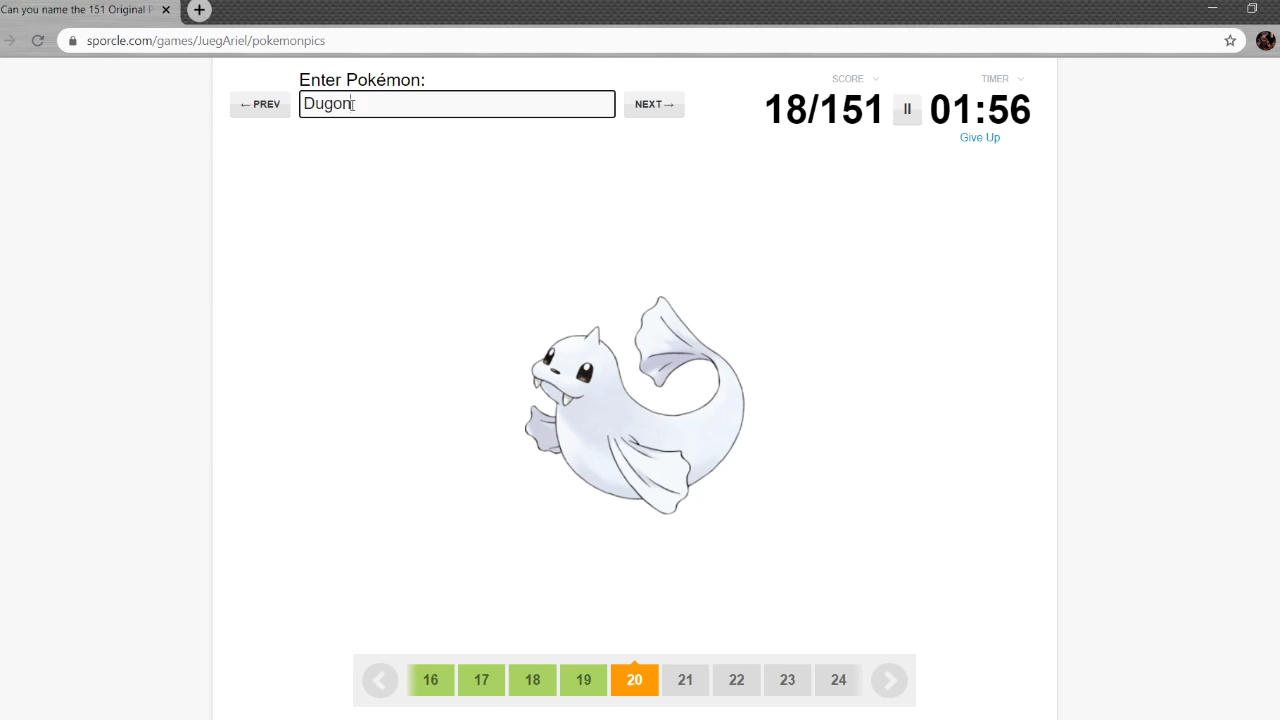 Can you name the 151 Original P
sporcle.com/games/JuegAriel/pokemonpics
Enter Pokémon:
← PREV
Dugon
NEXT →
SCORE
18/151
TIMER
01:56
Give Up
16 17 18 19 20 21 22 23 24